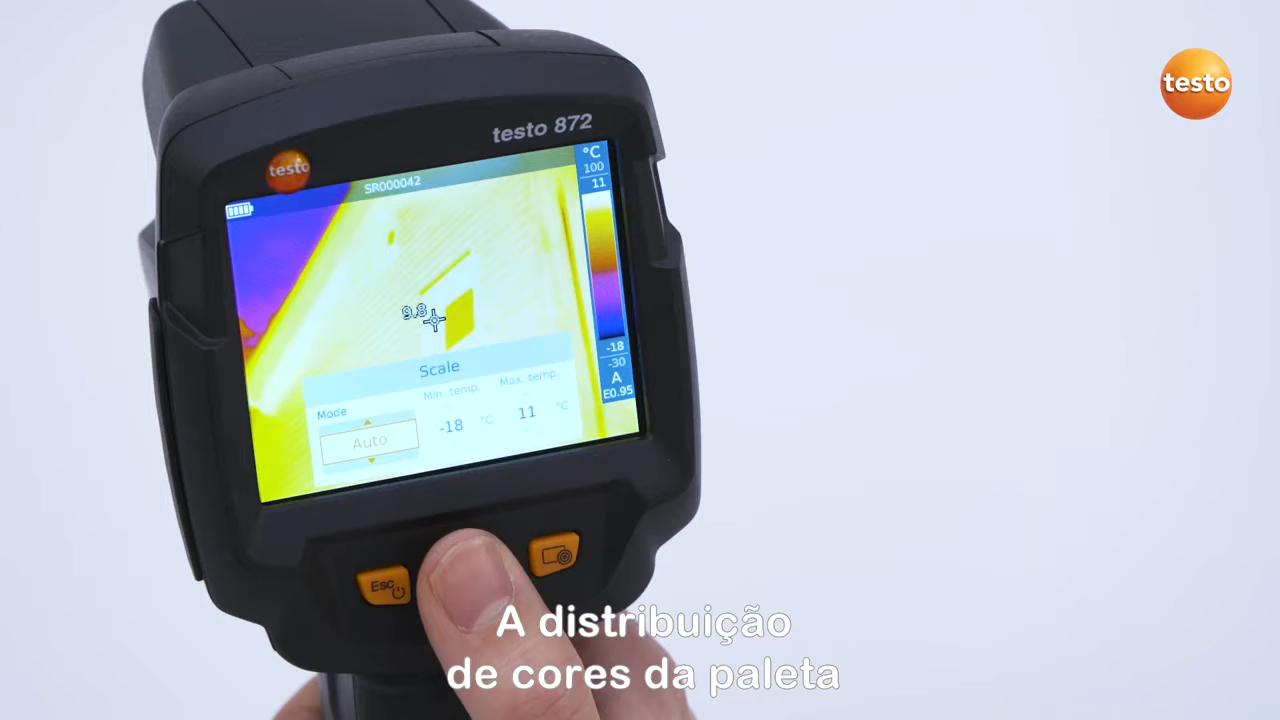 testo
testo 872
testo
SR000042
°C
100
11
9.8
-18
-30
A
E0.95
Scale
Mode
Min. temp.
Max. temp.
Auto
-18 °C
11 °C
Esc
A distribuição
de cores da paleta